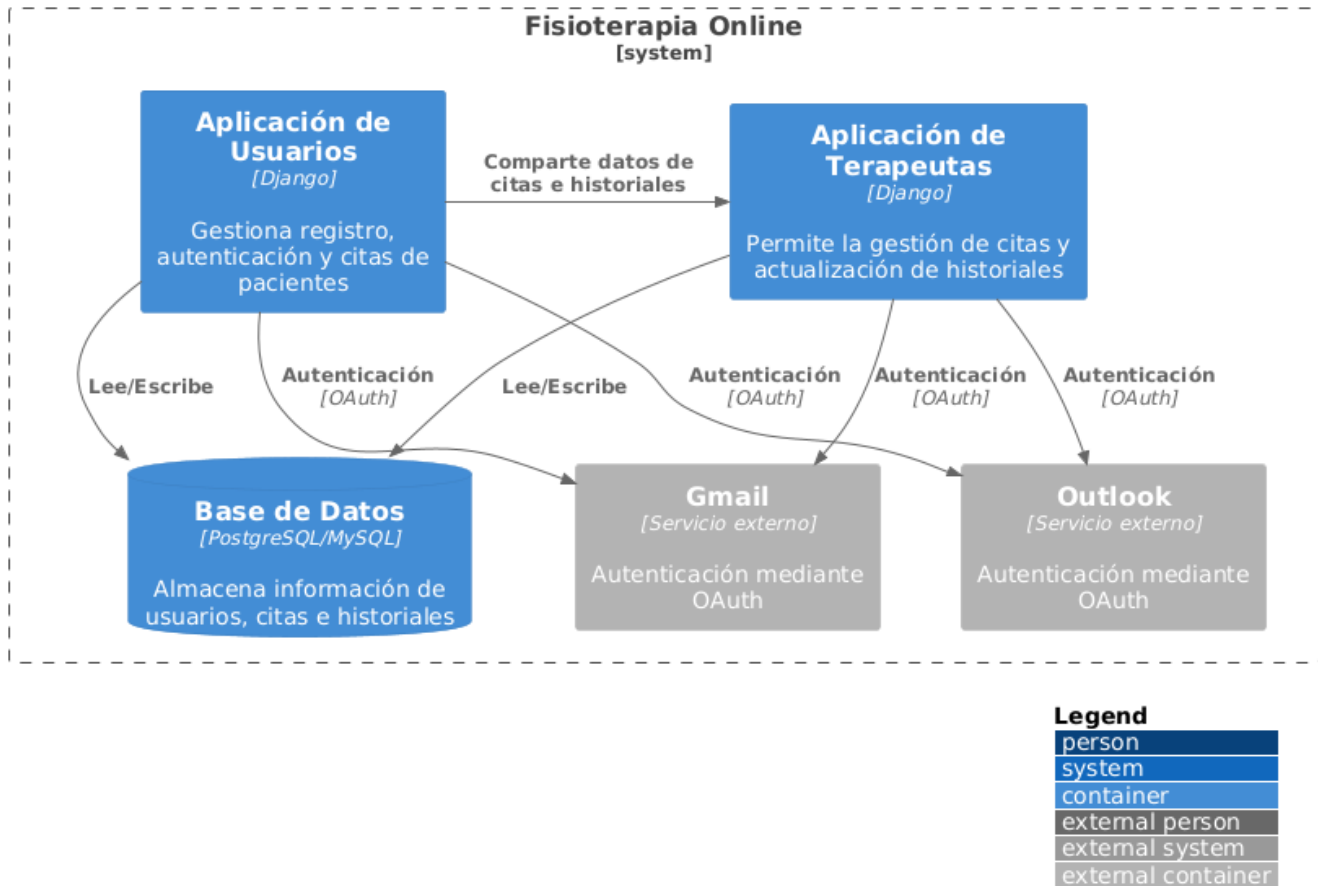 Fisioterapia Online
[system]
Aplicación de
Usuarios
[Django]
Gestiona registro,
autenticación y citas de
pacientes
Comparte datos de
citas e historiales
Aplicación de
Terapeutas
[Django]
Permite la gestión de citas y
actualización de historiales
Lee/Escribe
Autenticación
[OAuth]
Lee/Escribe
Autenticación
[OAuth]
Autenticación
[OAuth]
Autenticación
[OAuth]
Base de Datos
[PostgreSQL/MySQL]
Almacena información de
usuarios, citas e historiales
Gmail
[Servicio externo]
Autenticación mediante
OAuth
Outlook
[Servicio externo]
Autenticación mediante
OAuth
Legend
person
system
container
external person
external system
external container